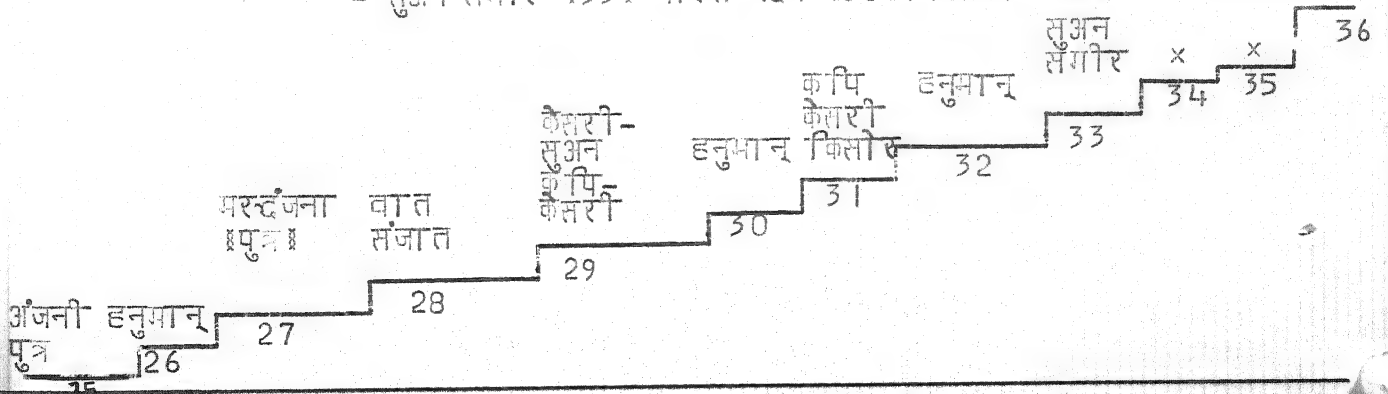 36
सुअन
समीर x x
34 35
33
कपि हनुमान्
केसरी
किसोर
32
31
केसरी- हनुमान्
सुअन
कपि-
केसरी
30
29
मरुदंजना वात
पुत्र संजात
28
27
अंजनी हनुमान्
पुत्र
26
25